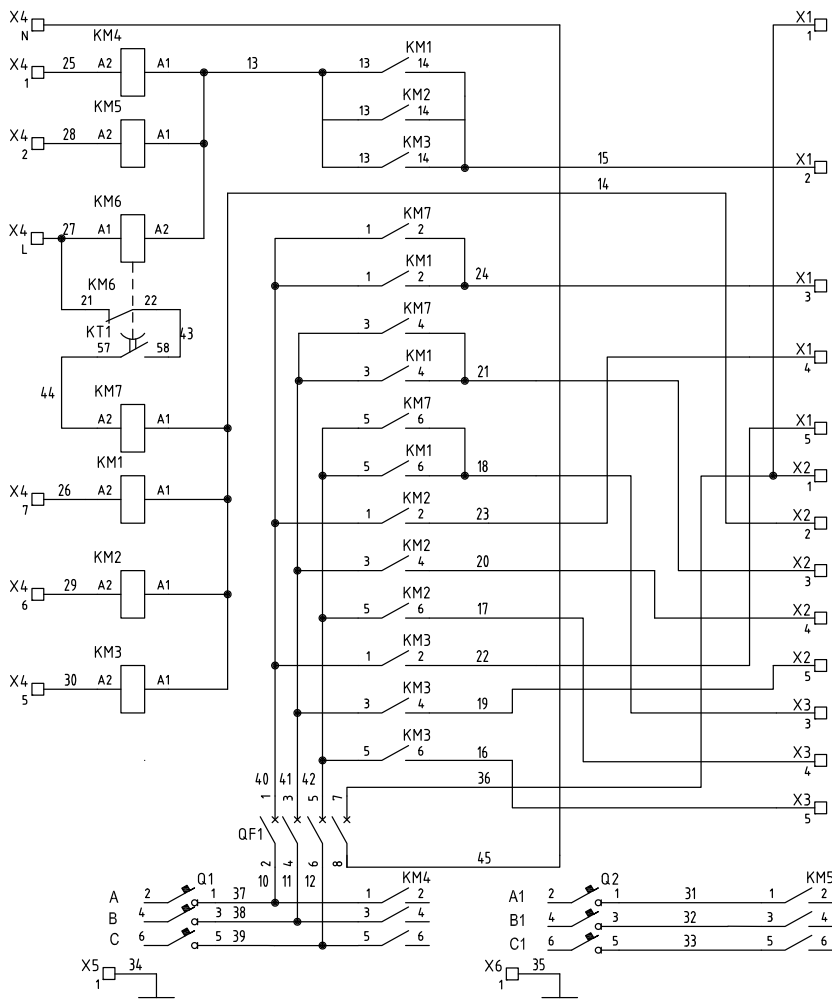 X4 N X1 1
KM4 KM1
X4 1 25 A2 A1 13 13 14
KM5 KM2
13 14
X4 2 28 A2 A1 KM3
13 14 15 X1 2
14
KM6 KM7
X4 L 27 A1 A2 1 2
KM6 KM1
1 2 24 X1 3
21 22 KM7
KT1 43 3 4
57 58 KM1 X1 4
44 3 4 21
KM7 KM7
A2 A1 5 6 X1 5
KM1 KM1
5 6 18 X2 1
X4 7 26 A2 A1 KM2
1 2 23 X2 2
KM2 KM2
3 4 20 X2 3
X4 6 29 A2 A1 KM2
5 6 17 X2 4
KM3 KM3
1 2 22 X2 5
X4 5 30 A2 A1 KM3
3 4 19 X3 3
KM3
5 6 16 X3 4
40 41 42 36
1 3 5 7 X3 5
QF1
2 4 6 8 45
10 11 12
Q1 KM4 Q2 KM5
A 2 1 37 1 2 A1 2 1 31 1 2
B 4 3 38 3 4 B1 4 3 32 3 4
C 6 5 39 5 6 C1 6 5 33 5 6
X5 1 34 X6 1 35